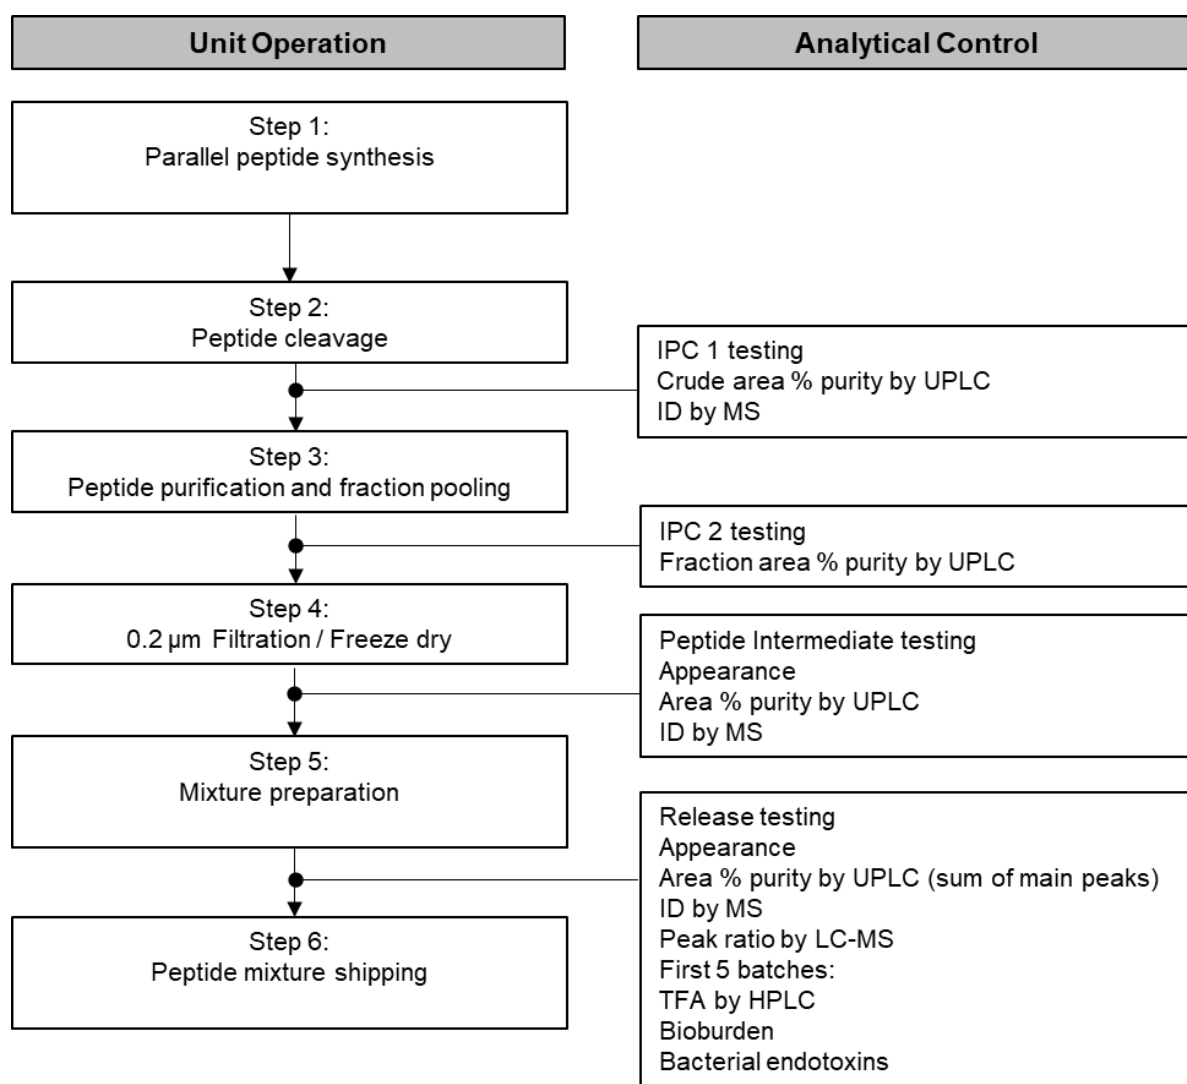 Unit Operation
Analytical Control
Step 1:
Parallel peptide synthesis
Step 2:
Peptide cleavage
IPC 1 testing
Crude area % purity by UPLC
ID by MS
Step 3:
Peptide purification and fraction pooling
IPC 2 testing
Fraction area % purity by UPLC
Step 4:
0.2 µm Filtration / Freeze dry
Peptide Intermediate testing
Appearance
Area % purity by UPLC
ID by MS
Step 5:
Mixture preparation
Release testing
Appearance
Area % purity by UPLC (sum of main peaks)
ID by MS
Peak ratio by LC-MS
First 5 batches:
TFA by HPLC
Bioburden
Bacterial endotoxins
Step 6:
Peptide mixture shipping